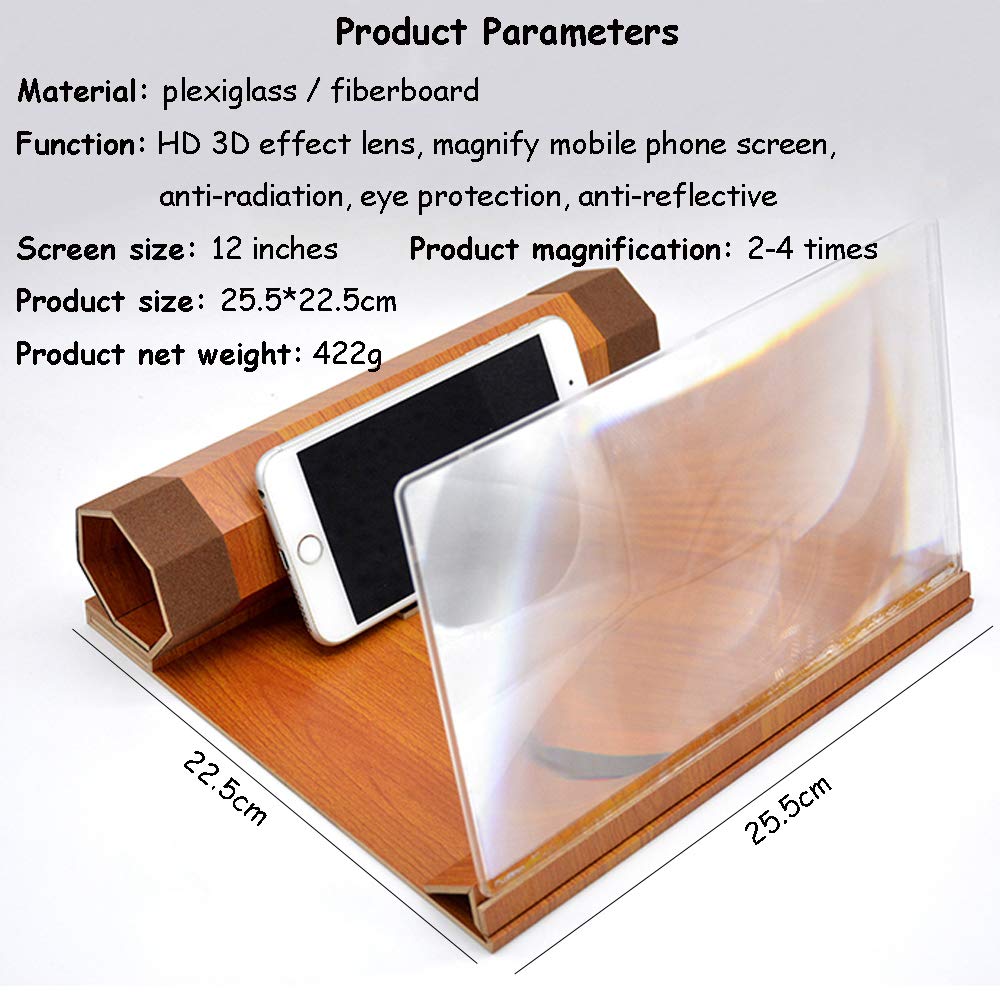 Product Parameters
Material: plexiglass / fiberboard
Function: HD 3D effect lens, magnify mobile phone screen,
anti-radiation, eye protection, anti-reflective
Screen size: 12 inches Product magnification: 2-4 times
Product size: 25.5*22.5cm
Product net weight: 422g
22.5cm
25.5cm